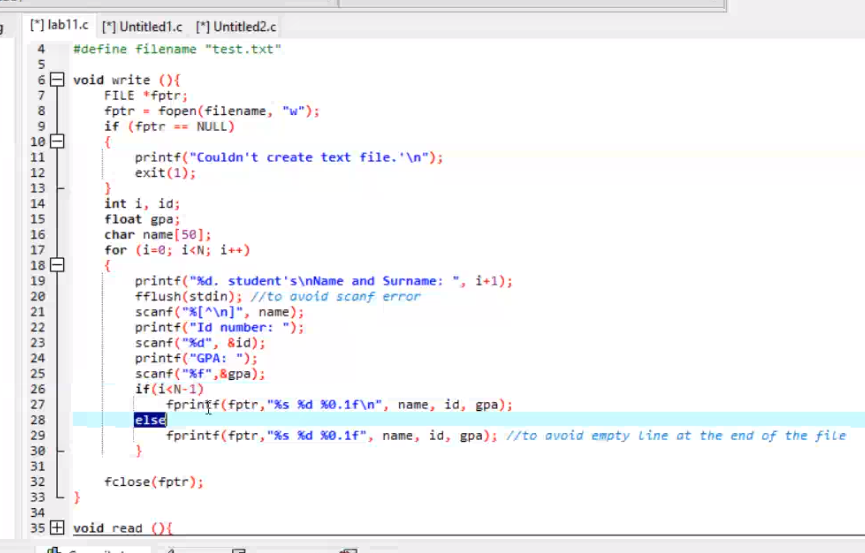 [*] lab11.c [*] Untitled1.c [*] Untitled2.c
4 #define filename "test.txt"
5
6 void write (){
7 FILE *fptr;
8 fptr = fopen(filename, "w");
9 if (fptr == NULL)
10 {
11 printf("Couldn't create text file.'\n");
12 exit(1);
13 }
14 int i, id;
15 float gpa;
16 char name[50];
17 for (i=0; i<N; i++)
18 {
19 printf("%d. student's\nName and Surname: ", i+1);
20 fflush(stdin); //to avoid scanf error
21 scanf("%[^\n]", name);
22 printf("Id number: ");
23 scanf("%d", &id);
24 printf("GPA: ");
25 scanf("%f",&gpa);
26 if(i<N-1)
27 fprintf(fptr,"%s %d %0.1f\n", name, id, gpa);
28 else
29 fprintf(fptr,"%s %d %0.1f", name, id, gpa); //to avoid empty line at the end of the file
30 }
31
32 fclose(fptr);
33 }
34
35 void read (){